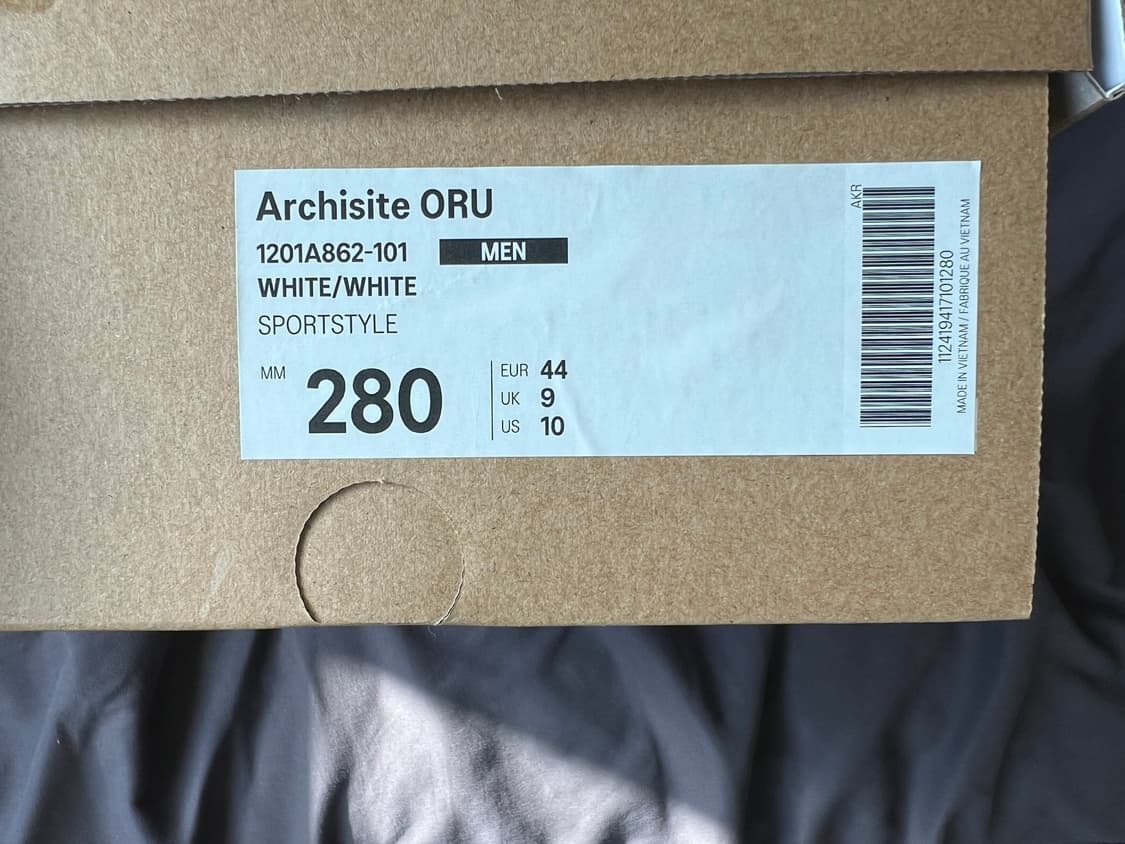 Archisite ORU
1201A862-101 MEN
WHITE/WHITE
SPORTSTYLE
MM 280
EUR 44
UK 9
US 10
AKR
112419417101280
MADE IN VIETNAM / FABRIQUE AU VIETNAM